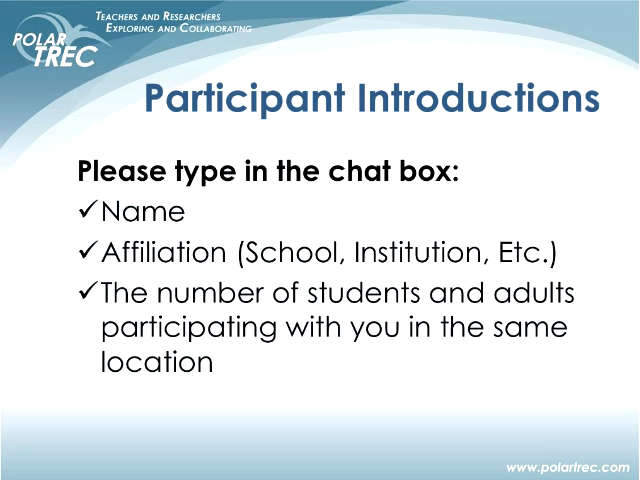 Teachers and Researchers
Exploring and Collaborating
POLAR
TREC
Participant Introductions
Please type in the chat box:
✓Name
✓Affiliation (School, Institution, Etc.)
✓The number of students and adults
participating with you in the same
location
www.polartrec.com